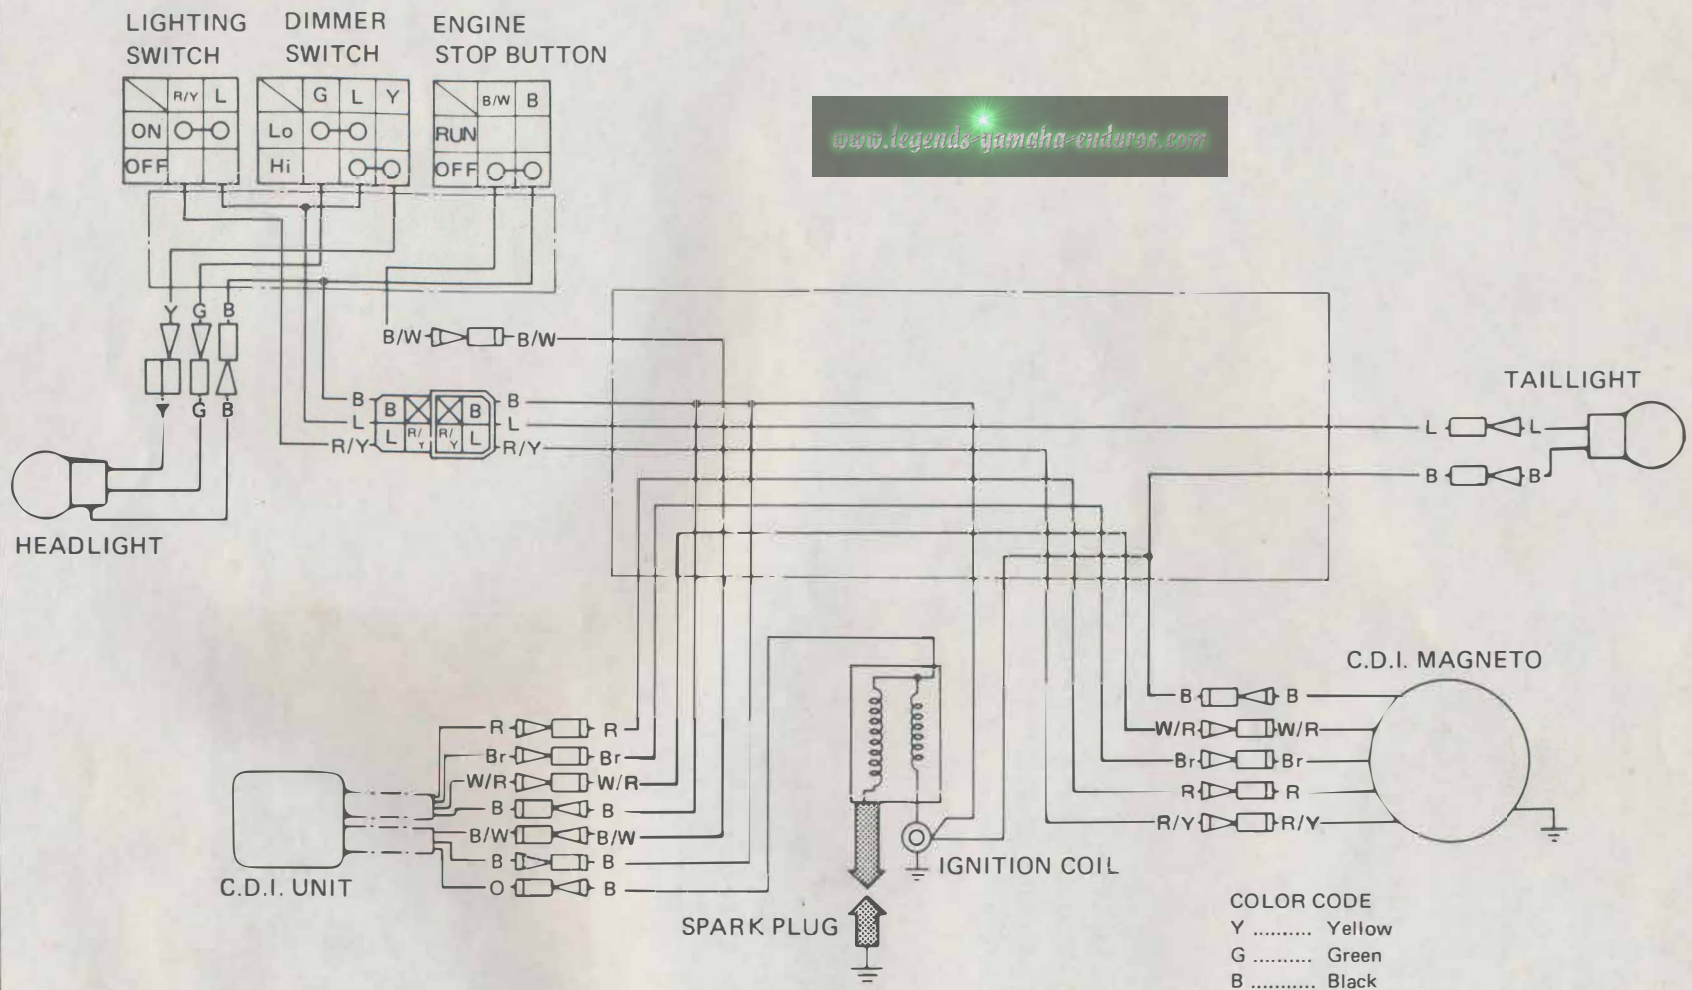 LIGHTING
SWITCH
DIMMER
SWITCH
ENGINE
STOP BUTTON
R/Y L
ON
OFF
G L Y
Lo
Hi
B/W B
RUN
OFF
www.legends-yamaha-enduros.com
Y G B
G B
B/W B/W
B B B B
L L L L
R/Y R/Y R/Y R/Y
HEADLIGHT
TAILLIGHT
L L
B B
C.D.I. MAGNETO
B B
W/R W/R
Br Br
R R
R/Y R/Y
R R
Br Br
W/R W/R
B B
B/W B/W
B B
O B
C.D.I. UNIT
IGNITION COIL
SPARK PLUG
COLOR CODE
Y .......... Yellow
G .......... Green
B ........... Black